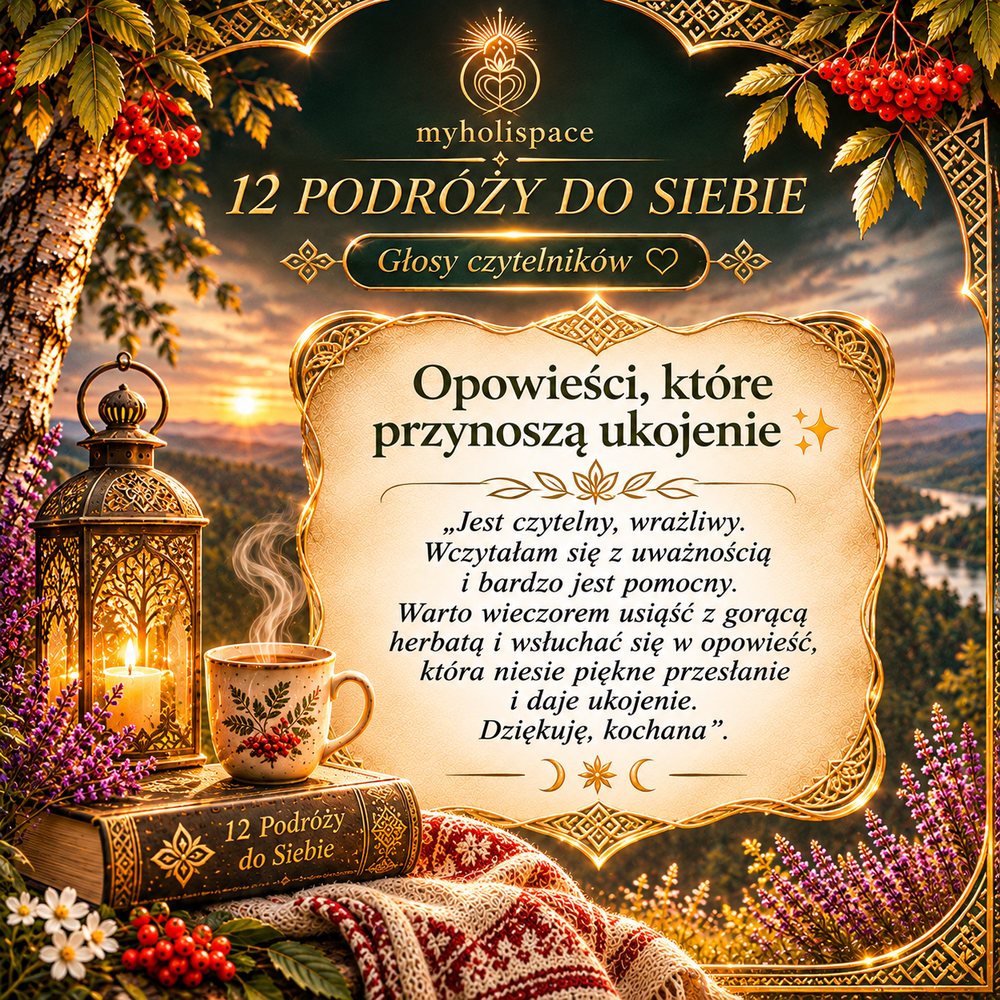 myholispace
12 PODRÓŻY DO SIEBIE
Głosy czytelników ♡
Opowieści, które
przynoszą ukojenie
„Jest czytelny, wrażliwy.
Wczytałam się z uważnością
i bardzo jest pomocny.
Warto wieczorem usiąść z gorącą
herbatą i wsłuchać się w opowieść,
która niesie piękne przesłanie
i daje ukojenie.
Dziękuję, kochana”.
12 Podróży
do Siebie